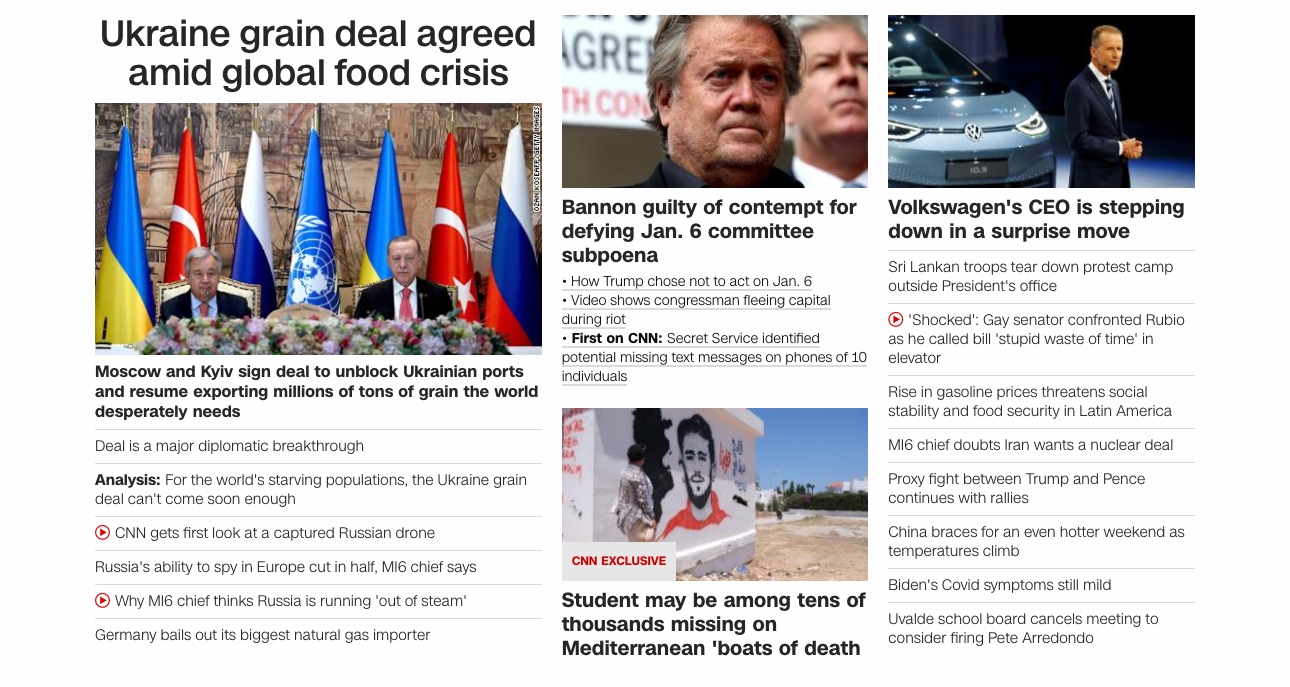 Ukraine grain deal agreed
amid global food crisis
OZAN KOSE/AFP/GETTY IMAGES
Moscow and Kyiv sign deal to unblock Ukrainian ports
and resume exporting millions of tons of grain the world
desperately needs
Deal is a major diplomatic breakthrough
Analysis: For the world's starving populations, the Ukraine grain
deal can't come soon enough
CNN gets first look at a captured Russian drone
Russia's ability to spy in Europe cut in half, MI6 chief says
Why MI6 chief thinks Russia is running 'out of steam'
Germany bails out its biggest natural gas importer
AGRE
TH CON
Bannon guilty of contempt for
defying Jan. 6 committee
subpoena
• How Trump chose not to act on Jan. 6
• Video shows congressman fleeing capital
during riot
• First on CNN: Secret Service identified
potential missing text messages on phones of 10
individuals
CNN EXCLUSIVE
Student may be among tens of
thousands missing on
Mediterranean 'boats of death
ID.3
Volkswagen's CEO is stepping
down in a surprise move
Sri Lankan troops tear down protest camp
outside President's office
'Shocked': Gay senator confronted Rubio
as he called bill 'stupid waste of time' in
elevator
Rise in gasoline prices threatens social
stability and food security in Latin America
MI6 chief doubts Iran wants a nuclear deal
Proxy fight between Trump and Pence
continues with rallies
China braces for an even hotter weekend as
temperatures climb
Biden's Covid symptoms still mild
Uvalde school board cancels meeting to
consider firing Pete Arredondo